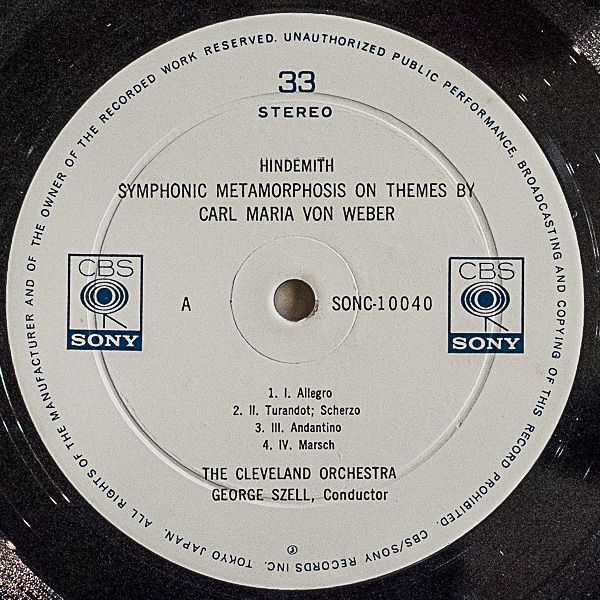 ALL RIGHTS OF THE MANUFACTURER AND OF THE OWNER OF THE RECORDED WORK RESERVED. UNAUTHORIZED PUBLIC PERFORMANCE, BROADCASTING AND COPYING OF THIS RECORD PROHIBITED. CBS/SONY RECORDS INC. TOKYO JAPAN.
33
STEREO
HINDEMITH
SYMPHONIC METAMORPHOSIS ON THEMES BY
CARL MARIA VON WEBER
CBS
SONY
A
SONC-10040
CBS
SONY
1. I. Allegro
2. II. Turandot; Scherzo
3. III. Andantino
4. IV. Marsch
THE CLEVELAND ORCHESTRA
GEORGE SZELL, Conductor
℗